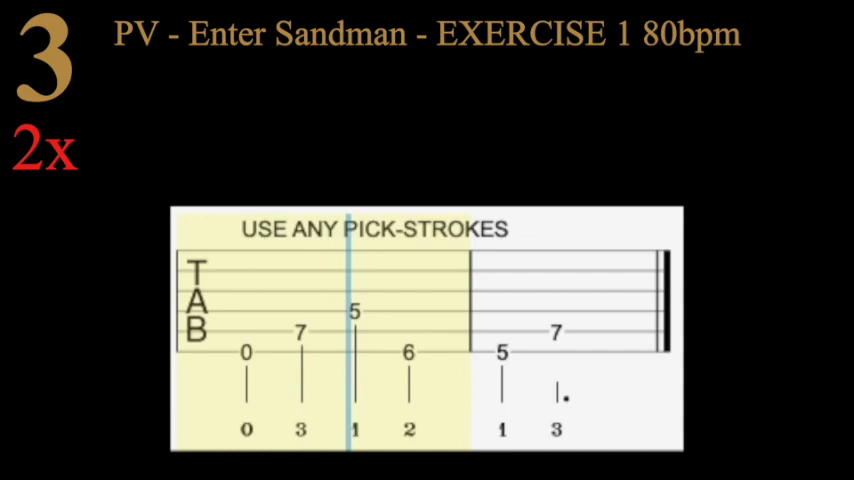 3
PV - Enter Sandman - EXERCISE 1 80bpm
2x
USE ANY PICK-STROKES
T
A
B
5
7 7
0 6 5
0 3 1 2 1 3